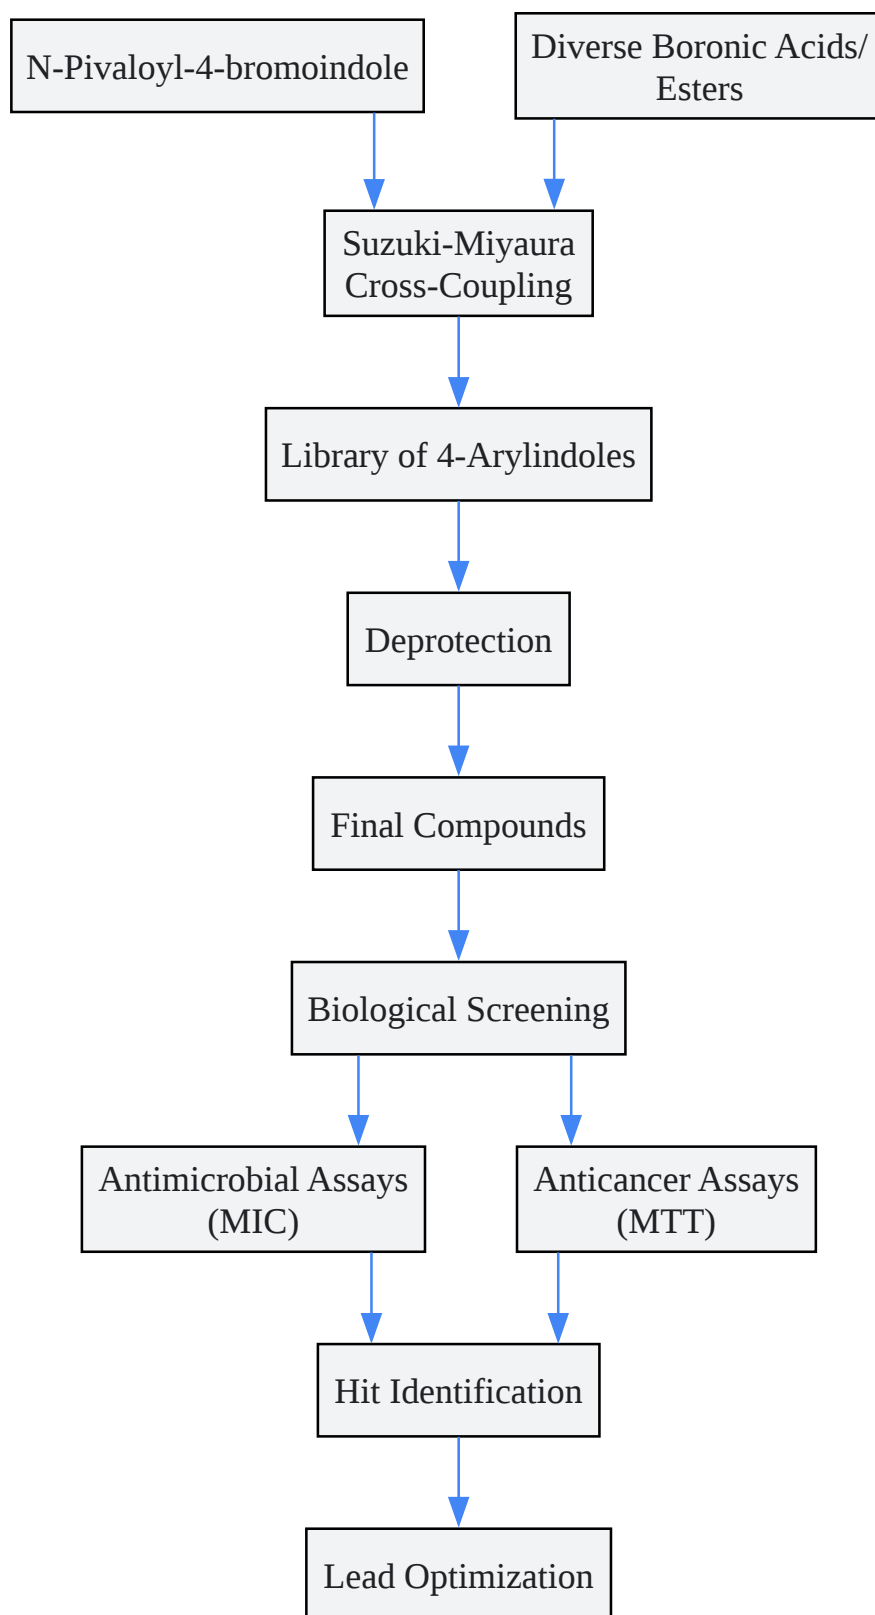 N-Pivaloyl-4-bromoindole
Diverse Boronic Acids/
Esters
Suzuki-Miyaura
Cross-Coupling
Library of 4-Arylindoles
Deprotection
Final Compounds
Biological Screening
Antimicrobial Assays
(MIC)
Anticancer Assays
(MTT)
Hit Identification
Lead Optimization